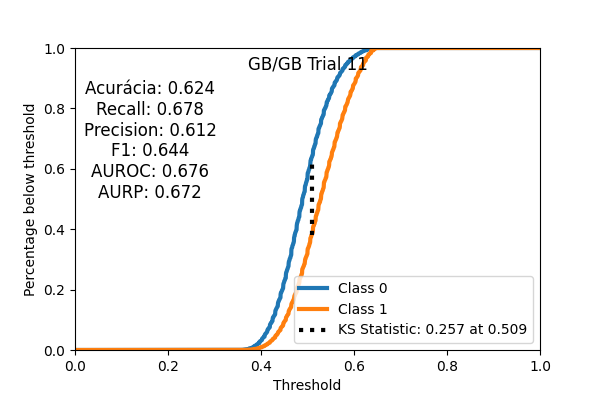 GB/GB Trial 11
Acurácia: 0.624
Recall: 0.678
Precision: 0.612
F1: 0.644
AUROC: 0.676
AURP: 0.672
Percentage below threshold
1.0
0.8
0.6
0.4
0.2
0.0
Class 0
Class 1
KS Statistic: 0.257 at 0.509
0.0 0.2 0.4 0.6 0.8 1.0
Threshold